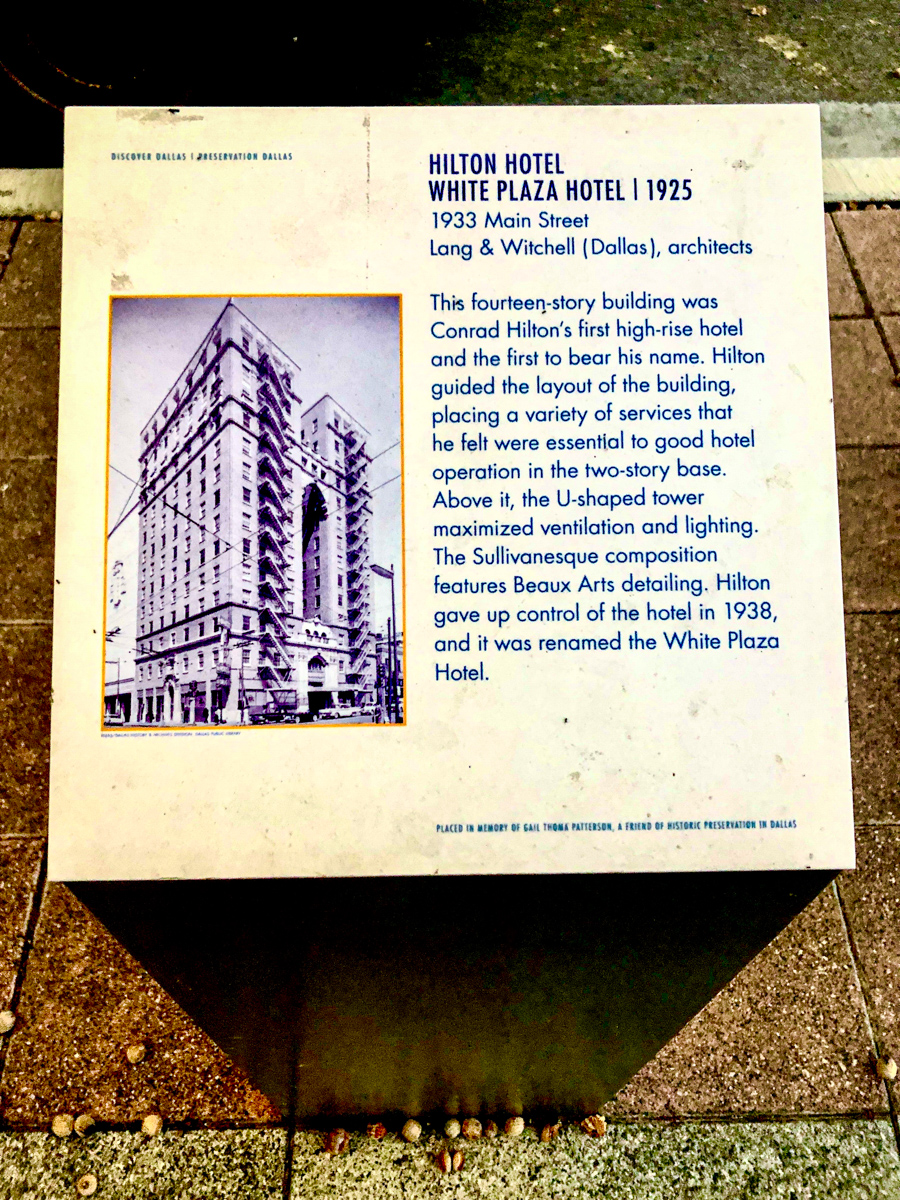 DISCOVER DALLAS | PRESERVATION DALLAS
HILTON HOTEL
WHITE PLAZA HOTEL | 1925
1933 Main Street
Lang & Witchell (Dallas), architects
This fourteen-story building was
Conrad Hilton's first high-rise hotel
and the first to bear his name. Hilton
guided the layout of the building,
placing a variety of services that
he felt were essential to good hotel
operation in the two-story base.
Above it, the U-shaped tower
maximized ventilation and lighting.
The Sullivanesque composition
features Beaux Arts detailing. Hilton
gave up control of the hotel in 1938,
and it was renamed the White Plaza
Hotel.
PLACED IN MEMORY OF GAIL THOMA PATTERSON, A FRIEND OF HISTORIC PRESERVATION IN DALLAS